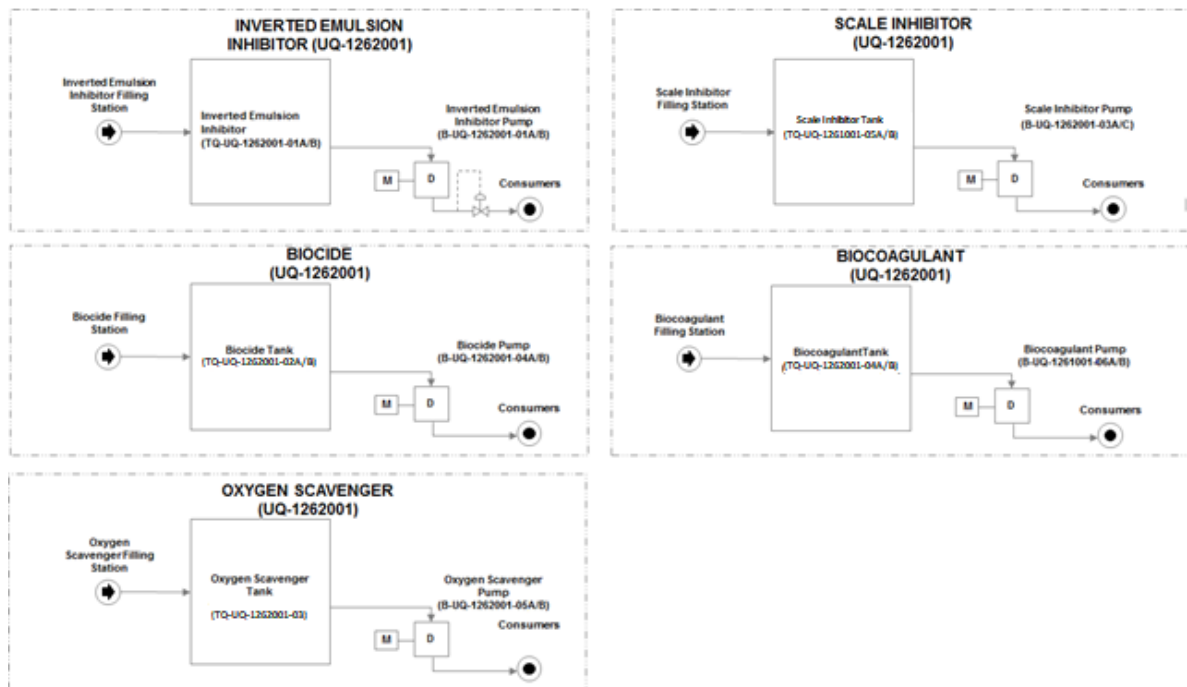 INVERTED EMULSION
INHIBITOR (UQ-1262001)
Inverted Emulsion
Inhibitor Filling
Station
Inverted Emulsion
Inhibitor
(TQ-UQ-1262001-01A/B)
Inverted Emulsion
Inhibitor Pump
(B-UQ-1262001-01A/B)
M
D
Consumers
SCALE INHIBITOR
(UQ-1262001)
Scale Inhibitor
Filling Station
Scale Inhibitor Tank
(TQ-UQ-1261001-05A/B)
Scale Inhibitor Pump
(B-UQ-1262001-03A/C)
M
D
Consumers
BIOCIDE
(UQ-1262001)
Biocide Filling
Station
Biocide Tank
(TQ-UQ-1262001-02A/B)
Biocide Pump
(B-UQ-1262001-04A/B)
M
D
Consumers
BIOCOAGULANT
(UQ-1262001)
Biocoagulant
Filling Station
BiocoagulantTank
(TQ-UQ-1262001-04A/B)
Biocoagulant Pump
(B-UQ-1261001-06A/B)
M
D
Consumers
OXYGEN SCAVENGER
(UQ-1262001)
Oxygen
Scavenger Filling
Station
Oxygen Scavenger
Tank
(TQ-UQ-1262001-03)
Oxygen Scavenger
Pump
(B-UQ-1262001-05A/B)
M
D
Consumers